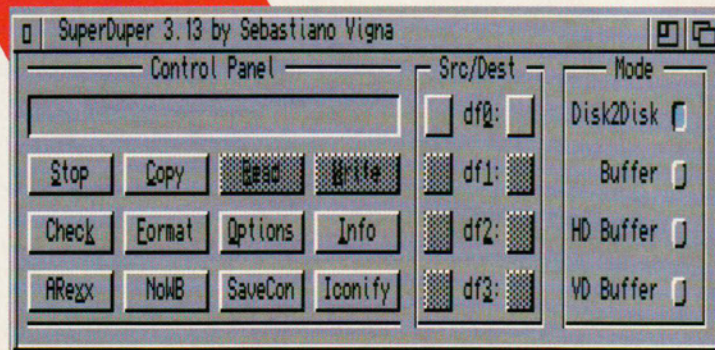 SuperDuper 3.13 by Sebastiano Vigna
Control Panel
Src/Dest
Mode
df0:
Disk2Disk
Stop
Copy
Read
Write
df1:
Buffer
Check
Format
Options
Info
df2:
HD Buffer
ARexx
NoWB
SaveCon
Iconify
df3:
VD Buffer